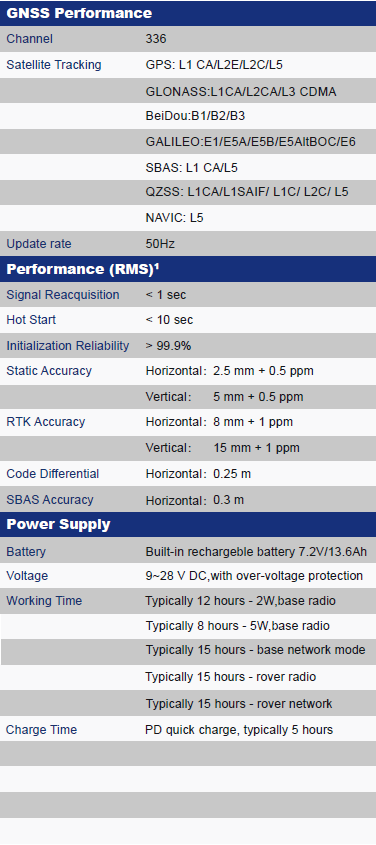 GNSS Performance
Channel 336
Satellite Tracking GPS: L1 CA/L2E/L2C/L5
GLONASS:L1CA/L2CA/L3 CDMA
BeiDou:B1/B2/B3
GALILEO:E1/E5A/E5B/E5AltBOC/E6
SBAS: L1 CA/L5
QZSS: L1CA/L1SAIF/ L1C/ L2C/ L5
NAVIC: L5
Update rate 50Hz
Performance (RMS)¹
Signal Reacquisition < 1 sec
Hot Start < 10 sec
Initialization Reliability > 99.9%
Static Accuracy Horizontal: 2.5 mm + 0.5 ppm
Vertical: 5 mm + 0.5 ppm
RTK Accuracy Horizontal: 8 mm + 1 ppm
Vertical: 15 mm + 1 ppm
Code Differential Horizontal: 0.25 m
SBAS Accuracy Horizontal: 0.3 m
Power Supply
Battery Built-in rechargeble battery 7.2V/13.6Ah
Voltage 9~28 V DC,with over-voltage protection
Working Time Typically 12 hours - 2W,base radio
Typically 8 hours - 5W,base radio
Typically 15 hours - base network mode
Typically 15 hours - rover radio
Typically 15 hours - rover network
Charge Time PD quick charge, typically 5 hours